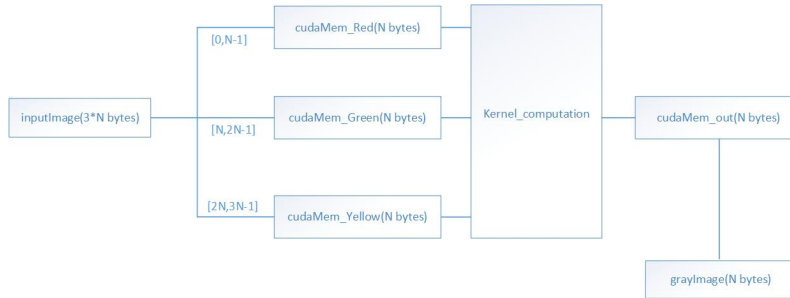 cudaMem_Red(N bytes)
[0,N-1]
inputImage(3*N bytes)
[N,2N-1]
cudaMem_Green(N bytes)
Kernel_computation
cudaMem_out(N bytes)
[2N,3N-1]
cudaMem_Yellow(N bytes)
grayImage(N bytes)